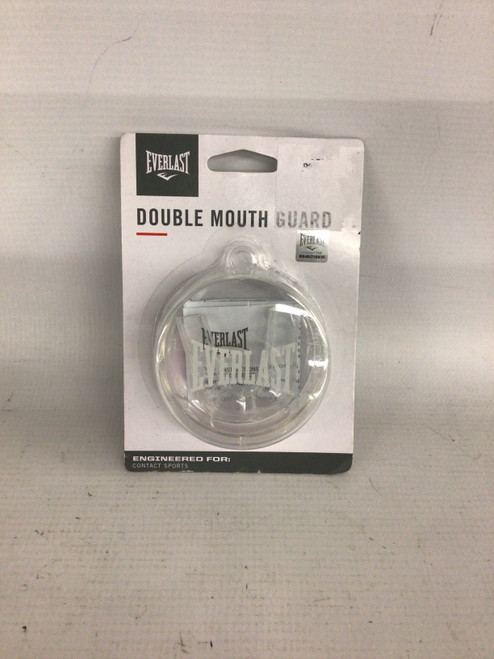 EVERLAST
DOUBLE MOUTH GUARD
EVERLAST
EVERLAST
EVERLAST
ENGINEERED FOR:
CONTACT SPORTS